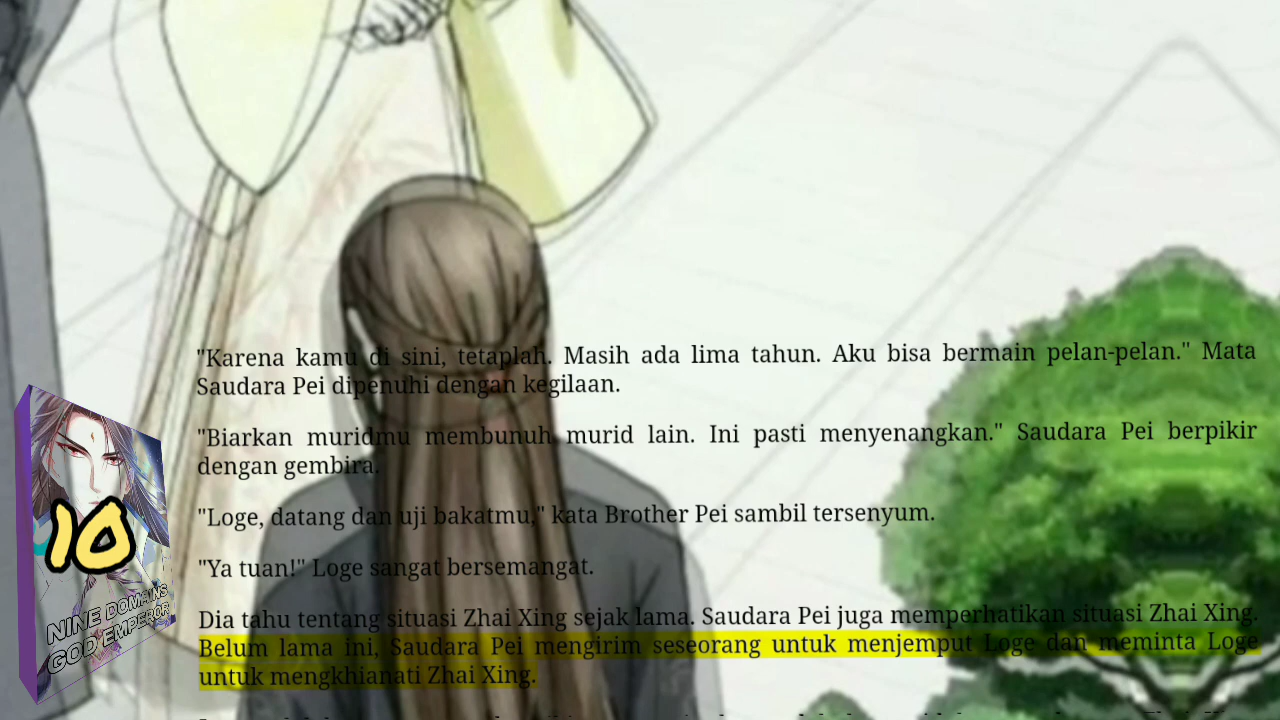 "Karena kamu di sini, tetaplah. Masih ada lima tahun. Aku bisa bermain pelan-pelan." Mata
Saudara Pei dipenuhi dengan kegilaan.
"Biarkan muridmu membunuh murid lain. Ini pasti menyenangkan." Saudara Pei berpikir
dengan gembira.
"Loge, datang dan uji bakatmu," kata Brother Pei sambil tersenyum.
"Ya tuan!" Loge sangat bersemangat.
Dia tahu tentang situasi Zhai Xing sejak lama. Saudara Pei juga memperhatikan situasi Zhai Xing.
Belum lama ini, Saudara Pei mengirim seseorang untuk menjemput Loge dan meminta Loge
untuk mengkhianati Zhai Xing.
10
NINE DOMAINS
GOD EMPEROR